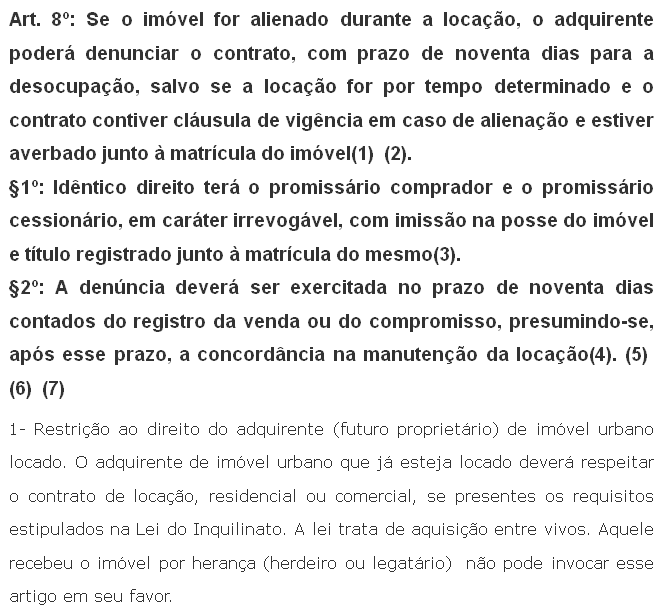 Art. 8º: Se o imóvel for alienado durante a locação, o adquirente
poderá denunciar o contrato, com prazo de noventa dias para a
desocupação, salvo se a locação for por tempo determinado e o
contrato contiver cláusula de vigência em caso de alienação e estiver
averbado junto à matrícula do imóvel(1) (2).
§1º: Idêntico direito terá o promissário comprador e o promissário
cessionário, em caráter irrevogável, com imissão na posse do imóvel
e título registrado junto à matrícula do mesmo(3).
§2º: A denúncia deverá ser exercitada no prazo de noventa dias
contados do registro da venda ou do compromisso, presumindo-se,
após esse prazo, a concordância na manutenção da locação(4). (5)
(6) (7)
1- Restrição ao direito do adquirente (futuro proprietário) de imóvel urbano
locado. O adquirente de imóvel urbano que já esteja locado deverá respeitar
o contrato de locação, residencial ou comercial, se presentes os requisitos
estipulados na Lei do Inquilinato. A lei trata de aquisição entre vivos. Aquele
recebeu o imóvel por herança (herdeiro ou legatário) não pode invocar esse
artigo em seu favor.